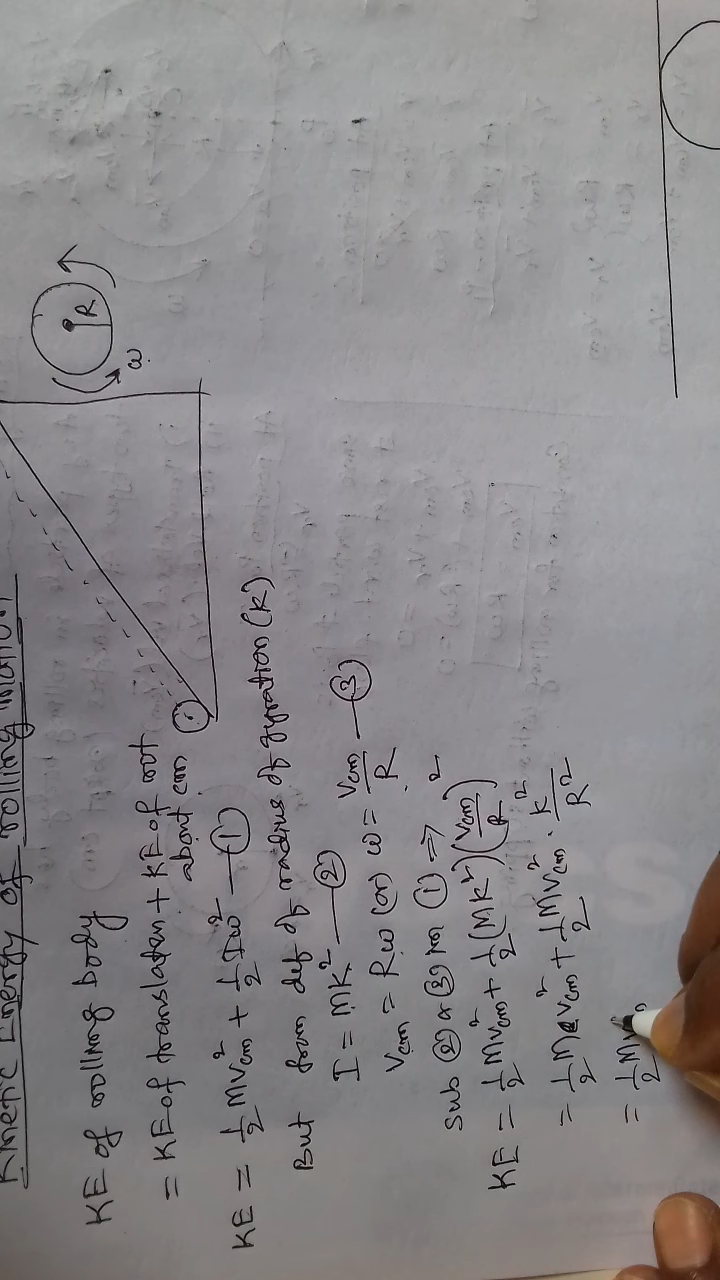 Kinetic Energy of rolling motion:
KE of rolling body
= KE of translation + KE of rot
about cm
KE = ½ MV²cm + ½ Iω² — ①
But from def of radius of gyration (k)
I = MK² — ②
Vcm = Rω (or) ω = Vcm/R — ③
Sub ② & ③ in ① ⇒
KE = ½ MV²cm + ½ (MK²)(Vcm/R)²
= ½ MV²cm + ½ MV²cm · K²/R²
= ½ MV
R
ω